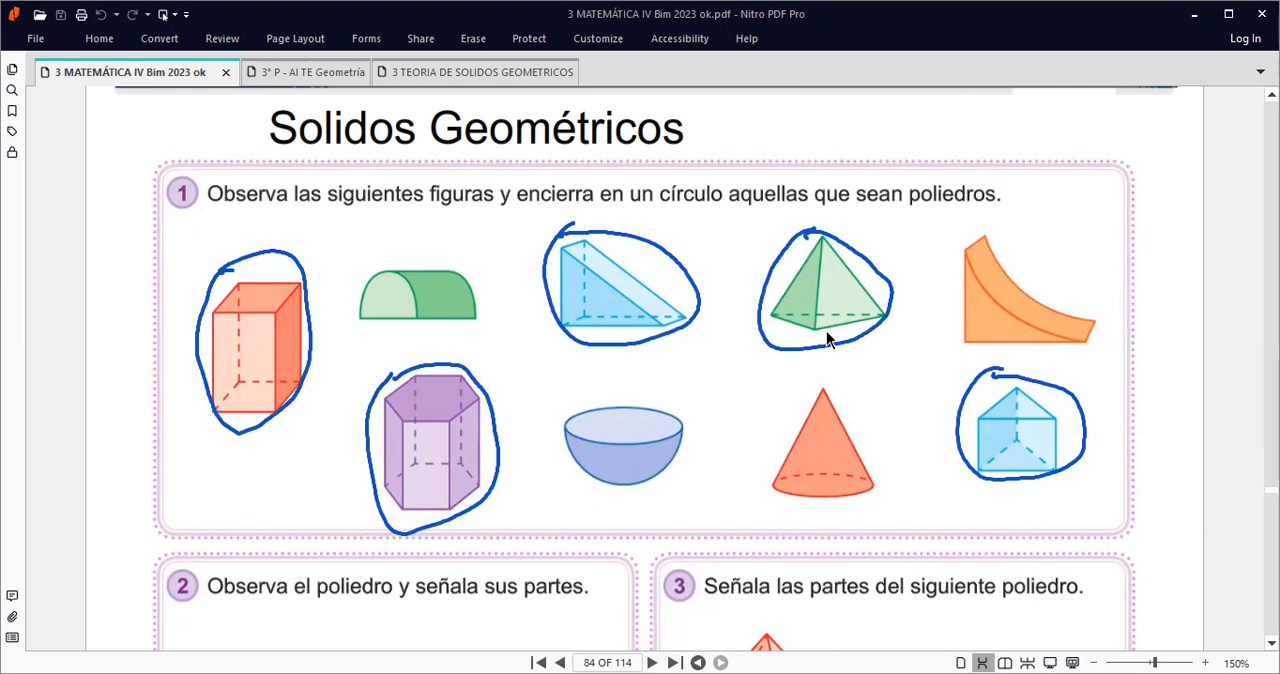 3 MATEMÁTICA IV Bim 2023 ok.pdf - Nitro PDF Pro
File Home Convert Review Page Layout Forms Share Erase Protect Customize Accessibility Help Log In
3 MATEMÁTICA IV Bim 2023 ok 3° P - AI TE Geometría 3 TEORIA DE SOLIDOS GEOMETRICOS
Solidos Geométricos
1 Observa las siguientes figuras y encierra en un círculo aquellas que sean poliedros.
2 Observa el poliedro y señala sus partes.
3 Señala las partes del siguiente poliedro.
84 OF 114
150%